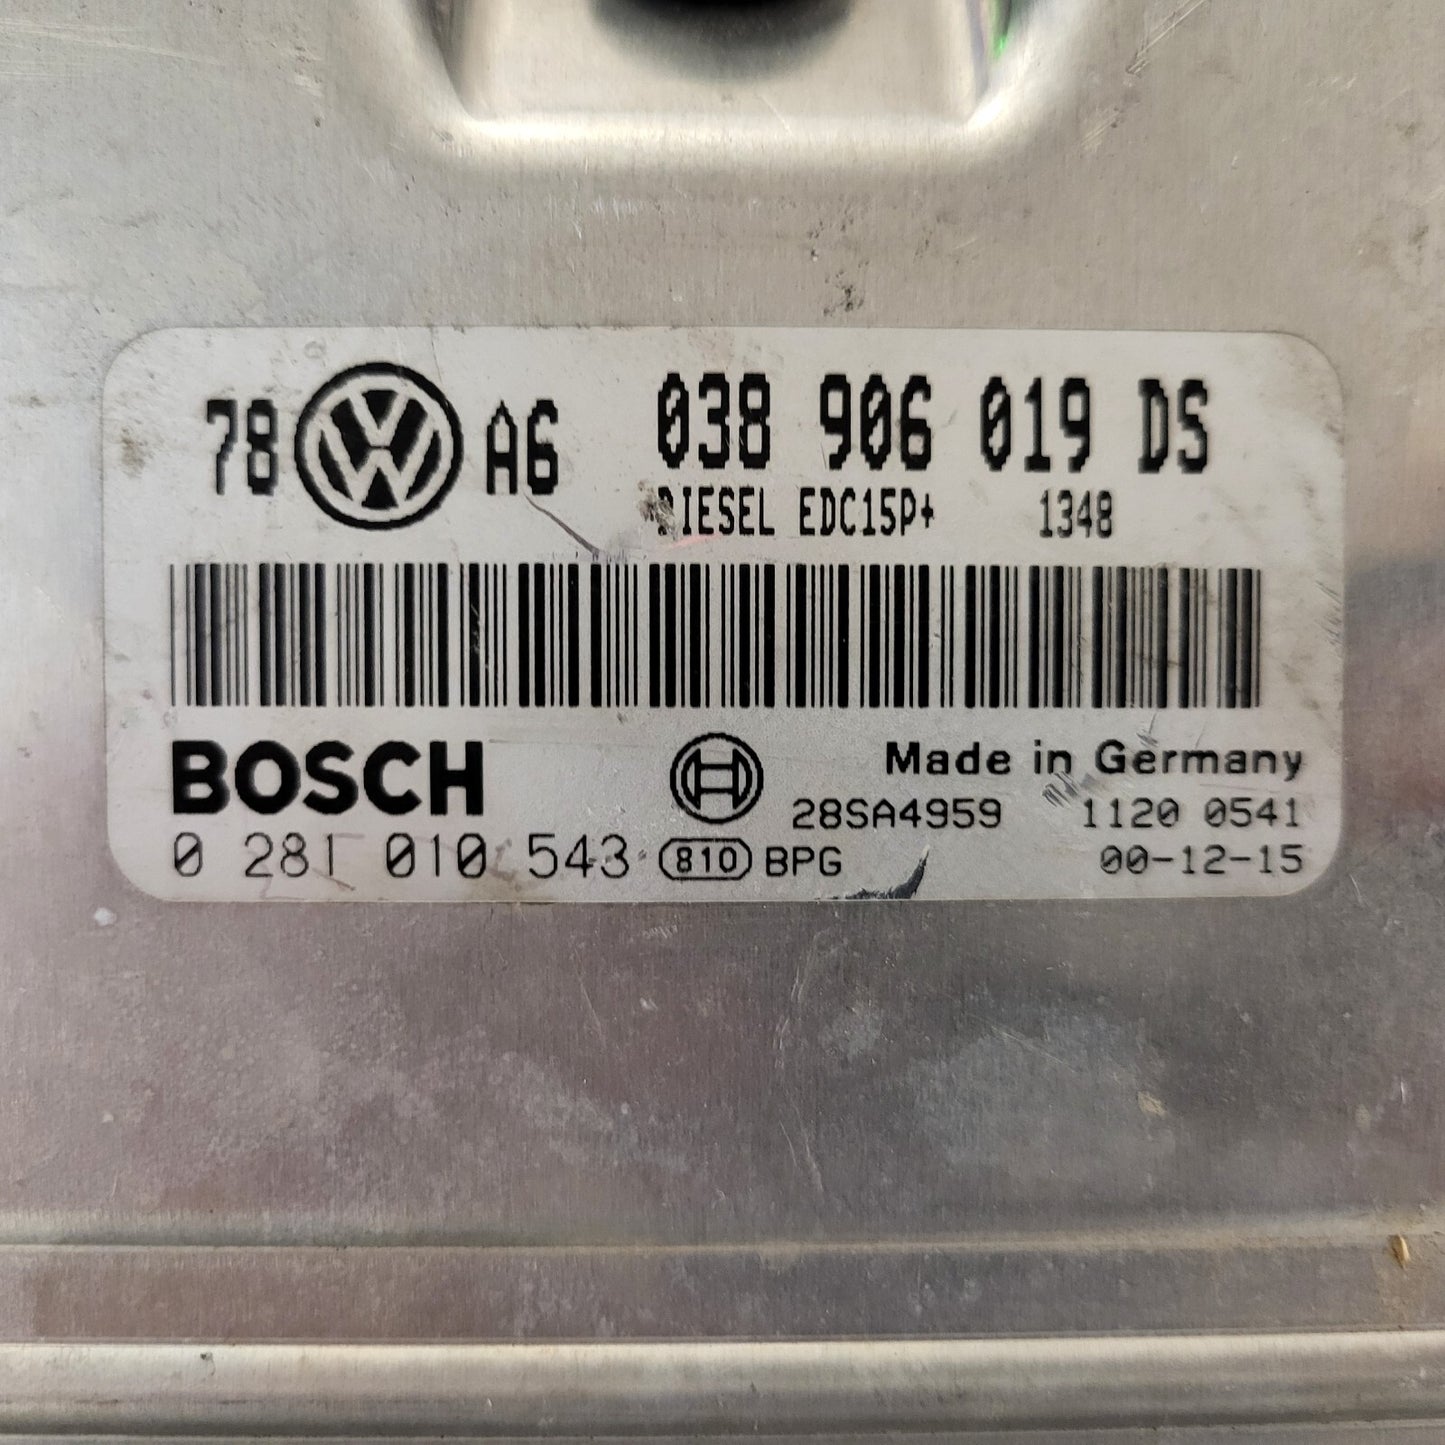 78 VW A6 038 906 019 DS
DIESEL EDC15P+ 1348
BOSCH Made in Germany
28SA4959 1120 0541
0 281 010 543 810 BPG 00-12-15